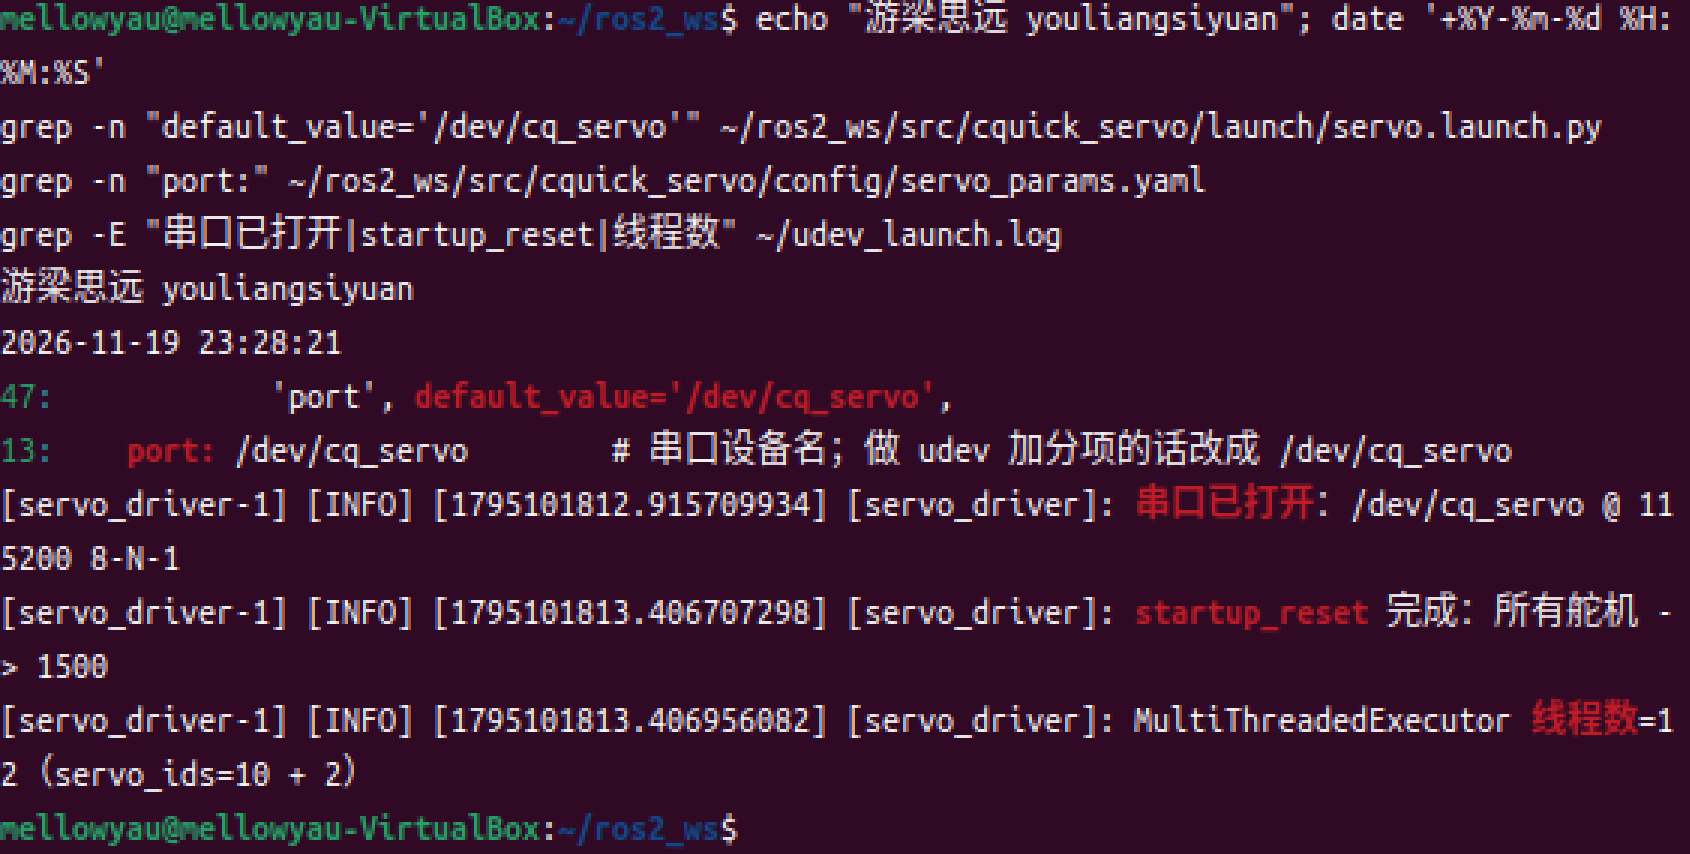 mellowyau@mellowyau-VirtualBox:~/ros2_ws$ echo "游梁思远 youliangsiyuan"; date '+%Y-%m-%d %H:
%M:%S'
grep -n "default_value='/dev/cq_servo'" ~/ros2_ws/src/cquick_servo/launch/servo.launch.py
grep -n "port:" ~/ros2_ws/src/cquick_servo/config/servo_params.yaml
grep -E "串口已打开|startup_reset|线程数" ~/udev_launch.log
游梁思远 youliangsiyuan
2026-11-19 23:28:21
47:            'port', default_value='/dev/cq_servo',
13:    port: /dev/cq_servo        # 串口设备名；做 udev 加分项的话改成 /dev/cq_servo
[servo_driver-1] [INFO] [1795101812.915709934] [servo_driver]: 串口已打开：/dev/cq_servo @ 11
5200 8-N-1
[servo_driver-1] [INFO] [1795101813.406707298] [servo_driver]: startup_reset 完成：所有舵机 -
> 1500
[servo_driver-1] [INFO] [1795101813.406956082] [servo_driver]: MultiThreadedExecutor 线程数=1
2（servo_ids=10 + 2）
mellowyau@mellowyau-VirtualBox:~/ros2_ws$